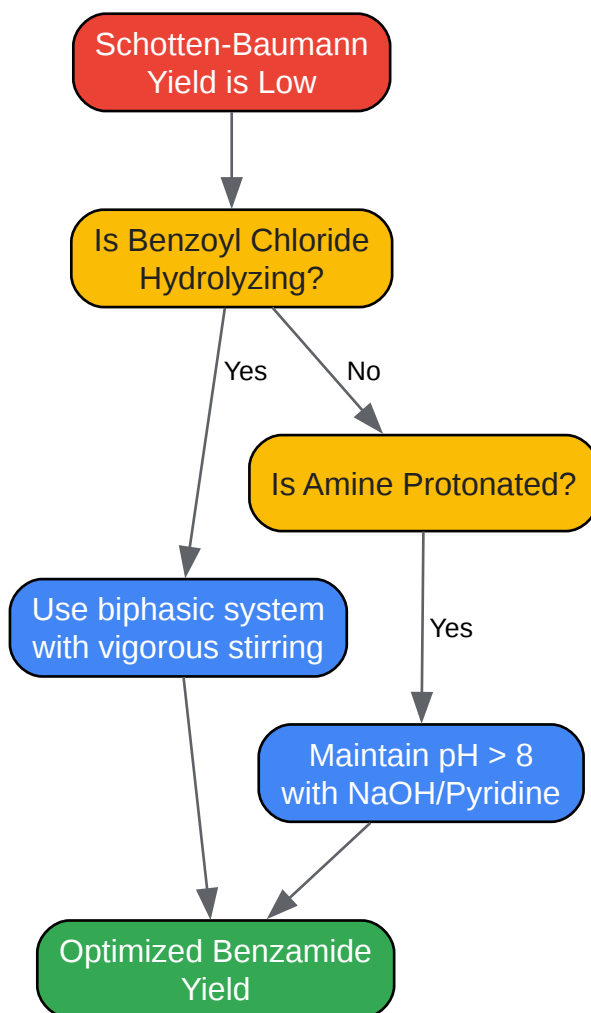 Schotten-Baumann
Yield is Low
Is Benzoyl Chloride
Hydrolyzing?
Yes
No
Is Amine Protonated?
Use biphasic system
with vigorous stirring
Yes
Maintain pH > 8
with NaOH/Pyridine
Optimized Benzamide
Yield